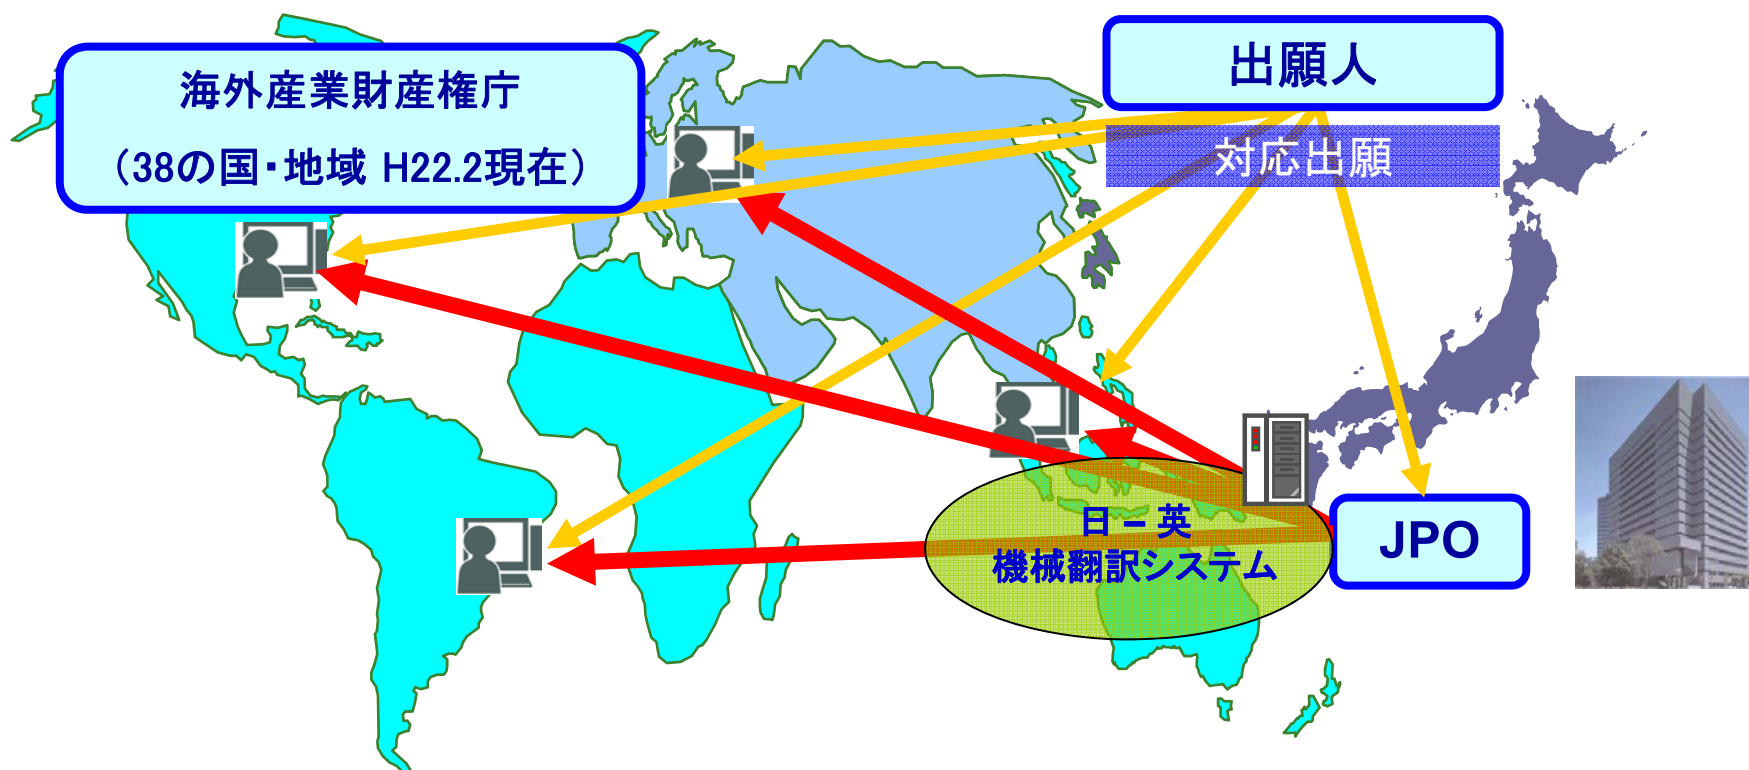 海外産業財産権庁
（38の国・地域 H22.2現在）
出願人
対応出願
日－英
機械翻訳システム
JPO